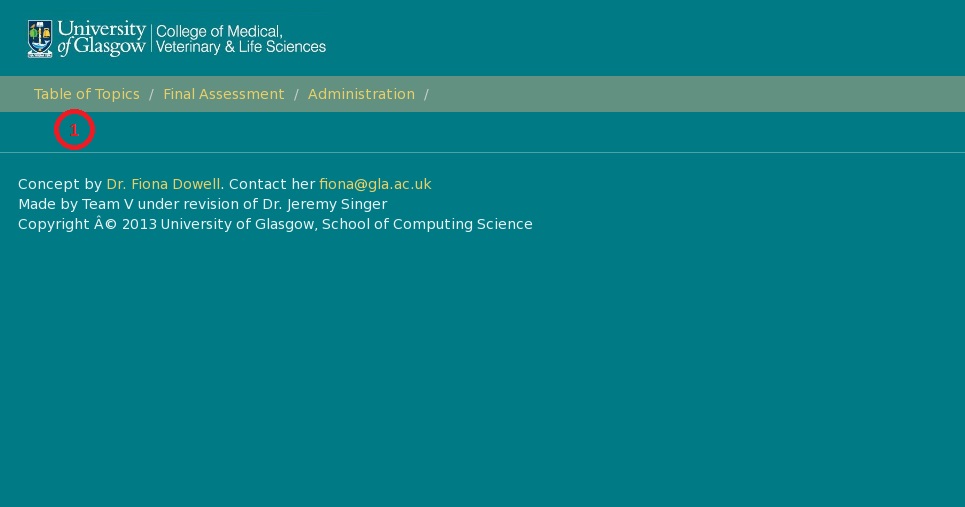 University
of Glasgow
College of Medical,
Veterinary & Life Sciences
Table of Topics / Final Assessment / Administration /
1
Concept by Dr. Fiona Dowell. Contact her fiona@gla.ac.uk
Made by Team V under revision of Dr. Jeremy Singer
Copyright Â© 2013 University of Glasgow, School of Computing Science